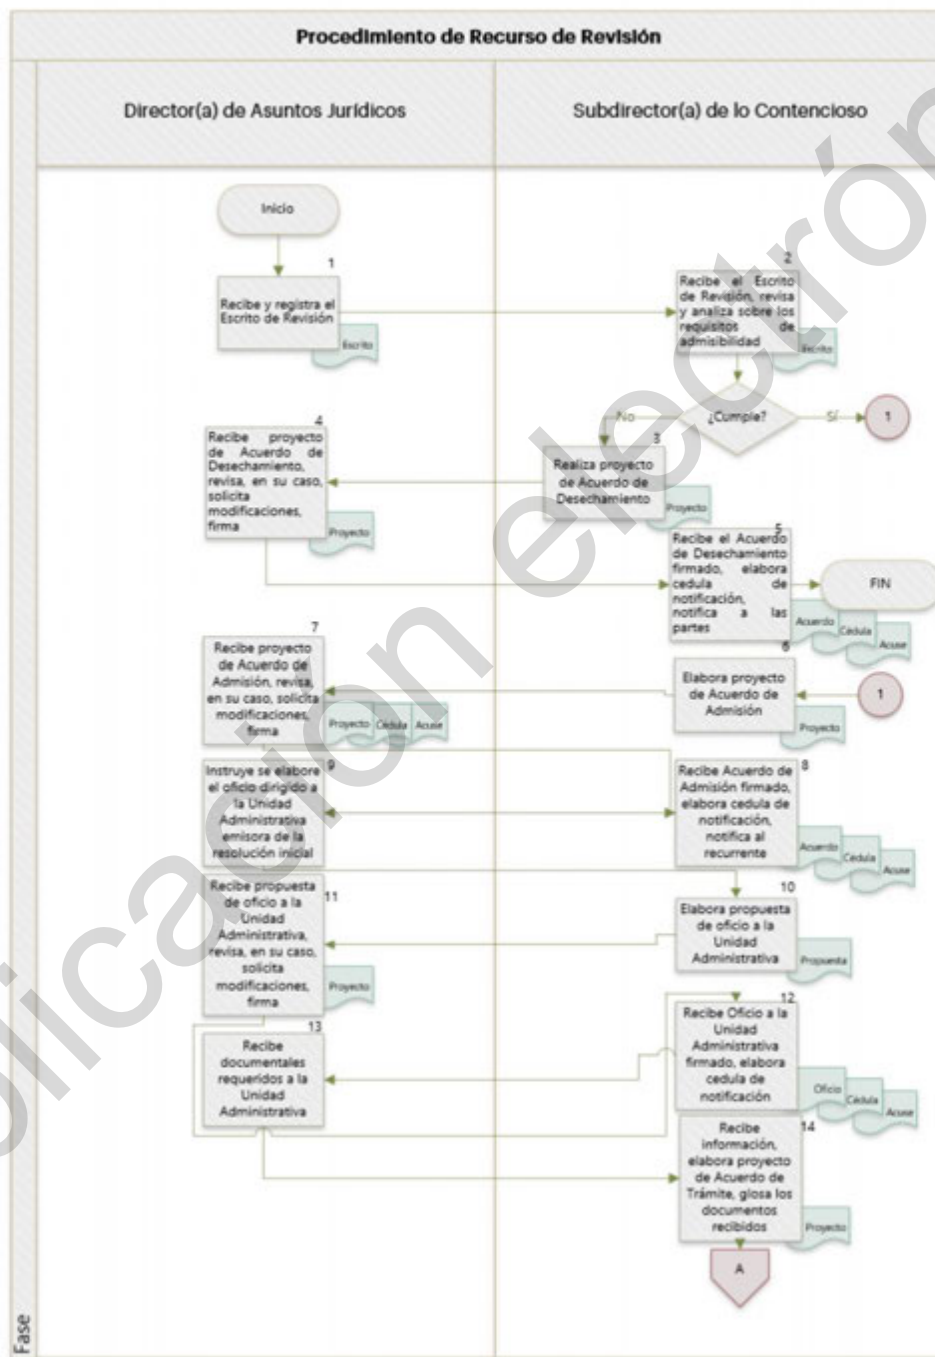 Procedimiento de Recurso de Revisión
Director(a) de Asuntos Jurídicos
Subdirector(a) de lo Contencioso
Inicio
1
Recibe y registra el
Escrito de Revisión
Escrito
2
Recibe el Escrito
de Revisión, revisa
y analiza sobre los
requisitos de
admisibilidad
Escrito
¿Cumple?
No
Sí
1
3
Realiza proyecto
de Acuerdo de
Desechamiento
Proyecto
4
Recibe proyecto
de Acuerdo de
Desechamiento,
revisa, en su caso,
solicita
modificaciones,
firma
Proyecto
5
Recibe el Acuerdo
de Desechamiento
firmado, elabora
cedula de
notificación,
notifica a las
partes
Acuerdo
Cédula
Acuse
FIN
6
Elabora proyecto
de Acuerdo de
Admisión
Proyecto
1
7
Recibe proyecto
de Acuerdo de
Admisión, revisa,
en su caso, solicita
modificaciones,
firma
Proyecto
Cédula
Acuse
8
Recibe Acuerdo de
Admisión firmado,
elabora cedula de
notificación,
notifica al
recurrente
Acuerdo
Cédula
Acuse
9
Instruye se elabore
el oficio dirigido a
la Unidad
Administrativa
emisora de la
resolución inicial
10
Elabora propuesta
de oficio a la
Unidad
Administrativa
Propuesta
11
Recibe propuesta
de oficio a la
Unidad
Administrativa,
revisa, en su caso,
solicita
modificaciones,
firma
Proyecto
12
Recibe Oficio a la
Unidad
Administrativa
firmado, elabora
cedula de
notificación
Oficio
Cédula
Acuse
13
Recibe
documentales
requeridos a la
Unidad
Administrativa
14
Recibe
información,
elabora proyecto
de Acuerdo de
Trámite, glosa los
documentos
recibidos
Proyecto
A
Fase